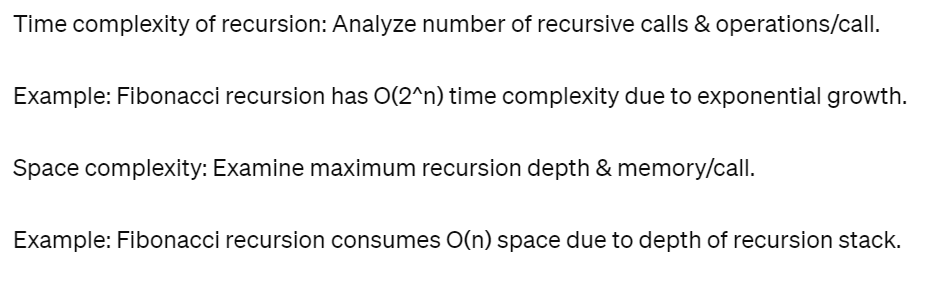 Time complexity of recursion: Analyze number of recursive calls & operations/call.
Example: Fibonacci recursion has O(2^n) time complexity due to exponential growth.
Space complexity: Examine maximum recursion depth & memory/call.
Example: Fibonacci recursion consumes O(n) space due to depth of recursion stack.